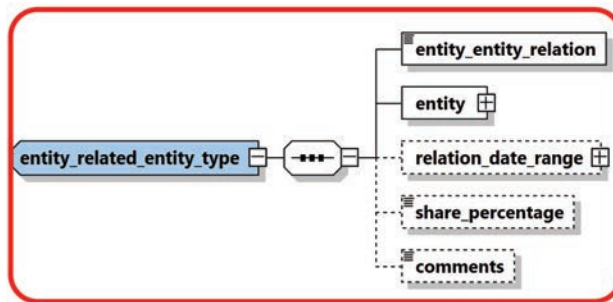 entity_entity_relation
entity
entity_related_entity_type
relation_date_range
share_percentage
comments